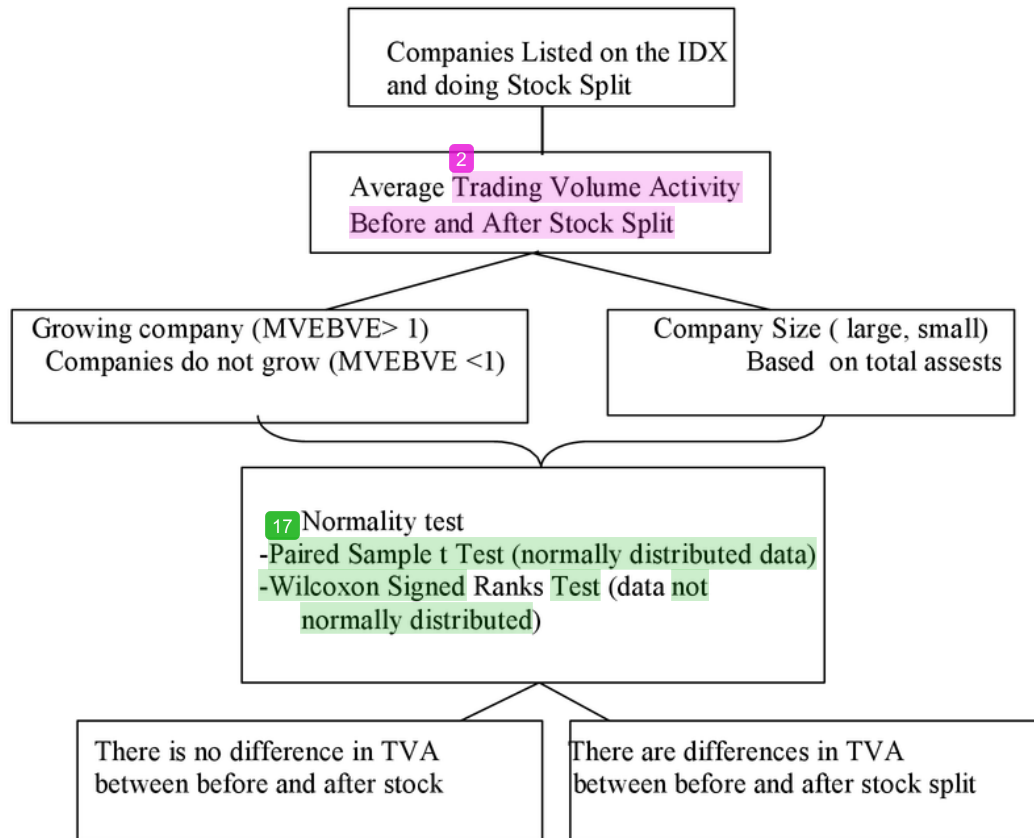 Companies Listed on the IDX
and doing Stock Split
2
Average Trading Volume Activity
Before and After Stock Split
Growing company (MVEBVE> 1)
Companies do not grow (MVEBVE <1)
Company Size ( large, small)
Based on total assests
17 Normality test
-Paired Sample t Test (normally distributed data)
-Wilcoxon Signed Ranks Test (data not
normally distributed)
There is no difference in TVA
between before and after stock
There are differences in TVA
between before and after stock split